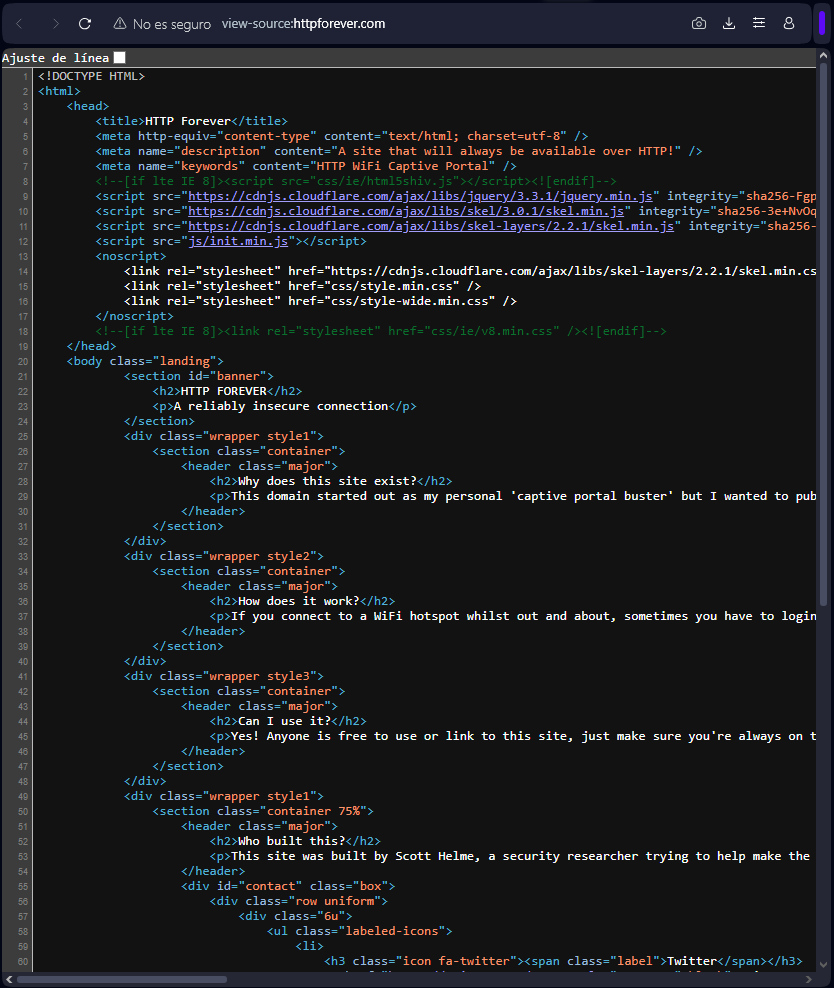 No es seguro view-source:httpforever.com
Ajuste de línea
1 <!DOCTYPE HTML>
2 <html>
3 <head>
4 <title>HTTP Forever</title>
5 <meta http-equiv="content-type" content="text/html; charset=utf-8" />
6 <meta name="description" content="A site that will always be available over HTTP!" />
7 <meta name="keywords" content="HTTP WiFi Captive Portal" />
8 <!--[if lte IE 8]><script src="css/ie/html5shiv.js"></script><![endif]-->
9 <script src="https://cdnjs.cloudflare.com/ajax/libs/jquery/3.3.1/jquery.min.js" integrity="sha256-Fgp
10 <script src="https://cdnjs.cloudflare.com/ajax/libs/skel/3.0.1/skel.min.js" integrity="sha256-3e+NvOq
11 <script src="https://cdnjs.cloudflare.com/ajax/libs/skel-layers/2.2.1/skel.min.js" integrity="sha256-
12 <script src="js/init.min.js"></script>
13 <noscript>
14 <link rel="stylesheet" href="https://cdnjs.cloudflare.com/ajax/libs/skel-layers/2.2.1/skel.min.cs
15 <link rel="stylesheet" href="css/style.min.css" />
16 <link rel="stylesheet" href="css/style-wide.min.css" />
17 </noscript>
18 <!--[if lte IE 8]><link rel="stylesheet" href="css/ie/v8.min.css" /><![endif]-->
19 </head>
20 <body class="landing">
21 <section id="banner">
22 <h2>HTTP FOREVER</h2>
23 <p>A reliably insecure connection</p>
24 </section>
25 <div class="wrapper style1">
26 <section class="container">
27 <header class="major">
28 <h2>Why does this site exist?</h2>
29 <p>This domain started out as my personal 'captive portal buster' but I wanted to pub
30 </header>
31 </section>
32 </div>
33 <div class="wrapper style2">
34 <section class="container">
35 <header class="major">
36 <h2>How does it work?</h2>
37 <p>If you connect to a WiFi hotspot whilst out and about, sometimes you have to login
38 </header>
39 </section>
40 </div>
41 <div class="wrapper style3">
42 <section class="container">
43 <header class="major">
44 <h2>Can I use it?</h2>
45 <p>Yes! Anyone is free to use or link to this site, just make sure you're always on t
46 </header>
47 </section>
48 </div>
49 <div class="wrapper style1">
50 <section class="container 75%">
51 <header class="major">
52 <h2>Who built this?</h2>
53 <p>This site was built by Scott Helme, a security researcher trying to help make the
54 </header>
55 <div id="contact" class="box">
56 <div class="row uniform">
57 <div class="6u">
58 <ul class="labeled-icons">
59 <li>
60 <h3 class="icon fa-twitter"><span class="label">Twitter</span></h3>